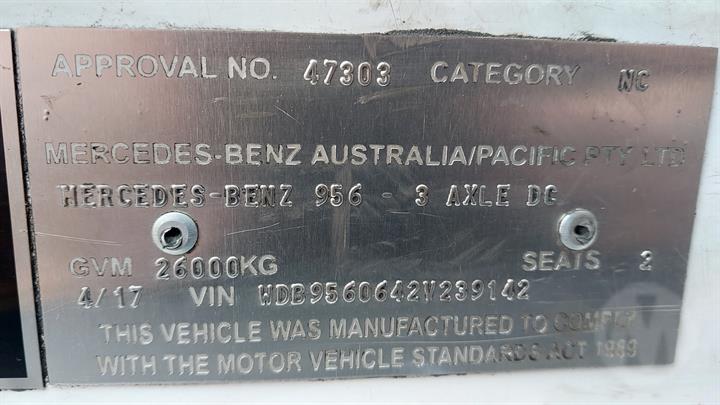 APPROVAL NO. 47303 CATEGORY NC
MERCEDES-BENZ AUSTRALIA/PACIFIC PTY LTD
MERCEDES-BENZ 956 - 3 AXLE DG
GVM 26000KG SEATS 2
4/17 VIN WDB9560642V239142
THIS VEHICLE WAS MANUFACTURED TO COMPLY
WITH THE MOTOR VEHICLE STANDARDS ACT 1989